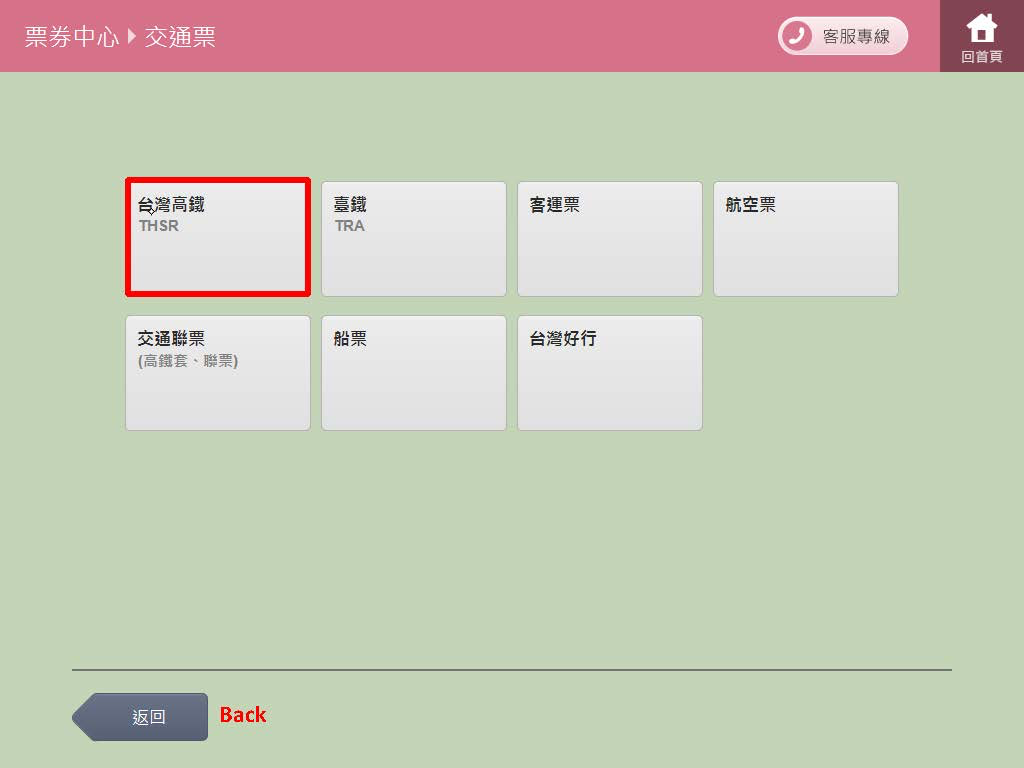 票券中心 交通票
客服專線
回首頁
台灣高鐵
THSR
臺鐵
TRA
客運票
航空票
交通聯票
(高鐵套、聯票)
船票
台灣好行
返回
Back